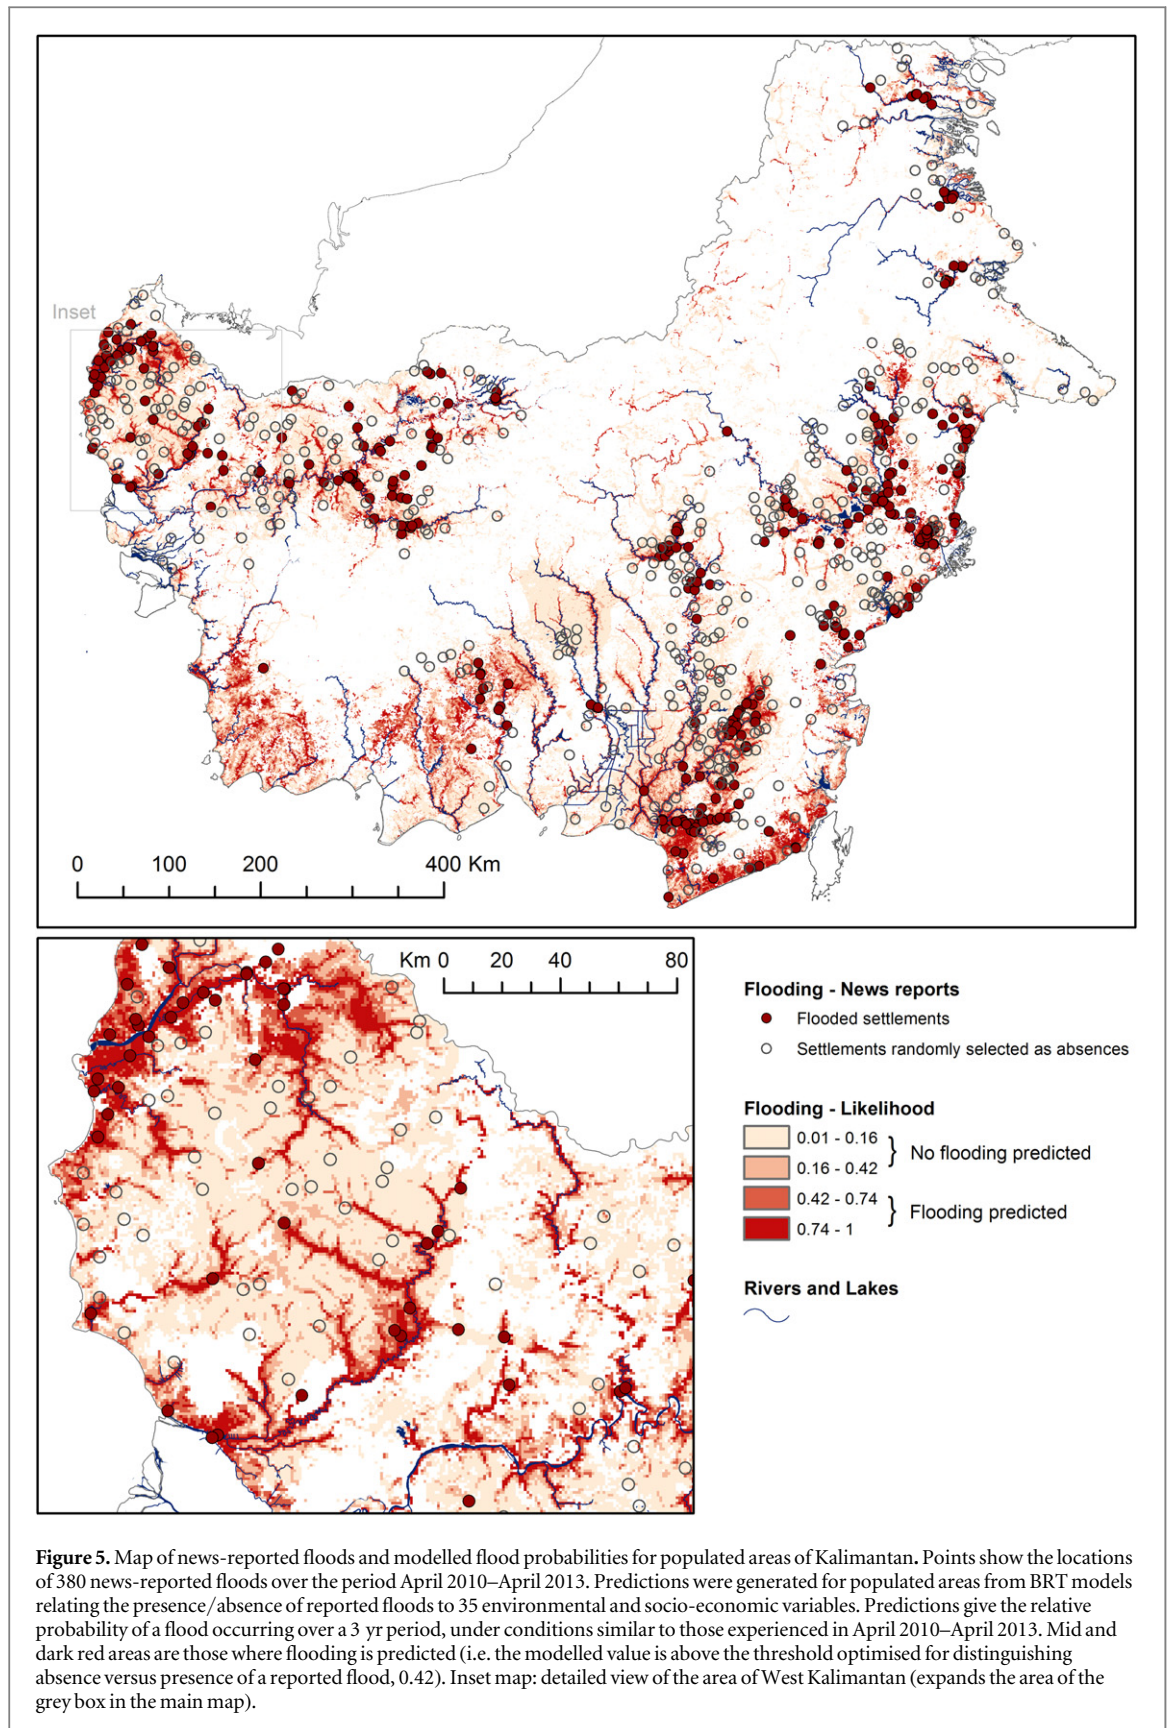 Inset
0 100 200 400 Km
Km 0 20 40 80
Flooding - News reports
Flooded settlements
Settlements randomly selected as absences
Flooding - Likelihood
0.01 - 0.16
} No flooding predicted
0.16 - 0.42
0.42 - 0.74
} Flooding predicted
0.74 - 1
Rivers and Lakes
Figure 5. Map of news-reported floods and modelled flood probabilities for populated areas of Kalimantan. Points show the locations
of 380 news-reported floods over the period April 2010–April 2013. Predictions were generated for populated areas from BRT models
relating the presence/absence of reported floods to 35 environmental and socio-economic variables. Predictions give the relative
probability of a flood occurring over a 3 yr period, under conditions similar to those experienced in April 2010–April 2013. Mid and
dark red areas are those where flooding is predicted (i.e. the modelled value is above the threshold optimised for distinguishing
absence versus presence of a reported flood, 0.42). Inset map: detailed view of the area of West Kalimantan (expands the area of the
grey box in the main map).